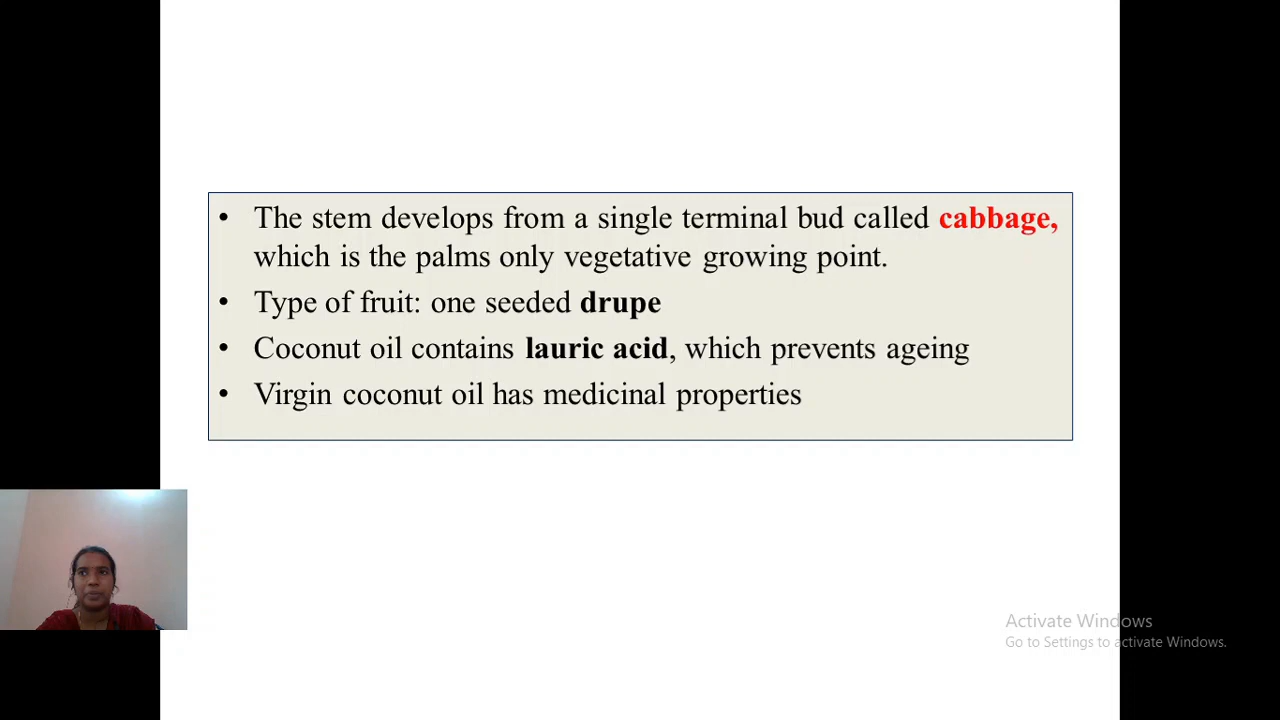 • The stem develops from a single terminal bud called cabbage,
which is the palms only vegetative growing point.
• Type of fruit: one seeded drupe
• Coconut oil contains lauric acid, which prevents ageing
• Virgin coconut oil has medicinal properties
Activate Windows
Go to Settings to activate Windows.